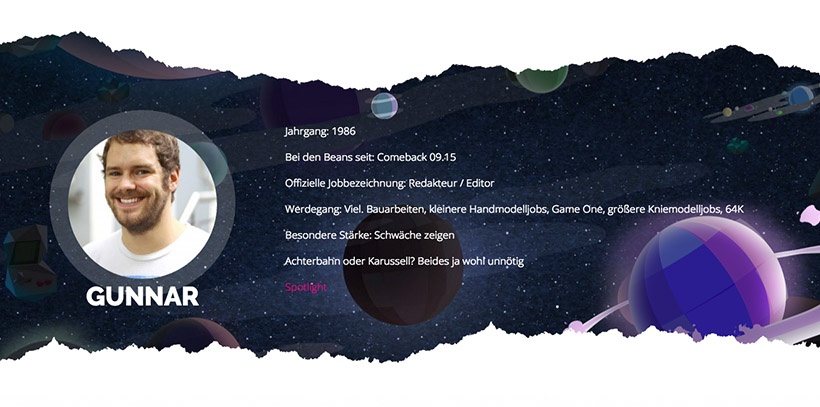 Jahrgang: 1986
Bei den Beans seit: Comeback 09.15
Offizielle Jobbezeichnung: Redakteur / Editor
Werdegang: Viel. Bauarbeiten, kleinere Handmodelljobs, Game One, größere Kniemodelljobs, 64K
Besondere Stärke: Schwäche zeigen
Achterbahn oder Karussell? Beides ja wohl unnötig
Spotlight
GUNNAR